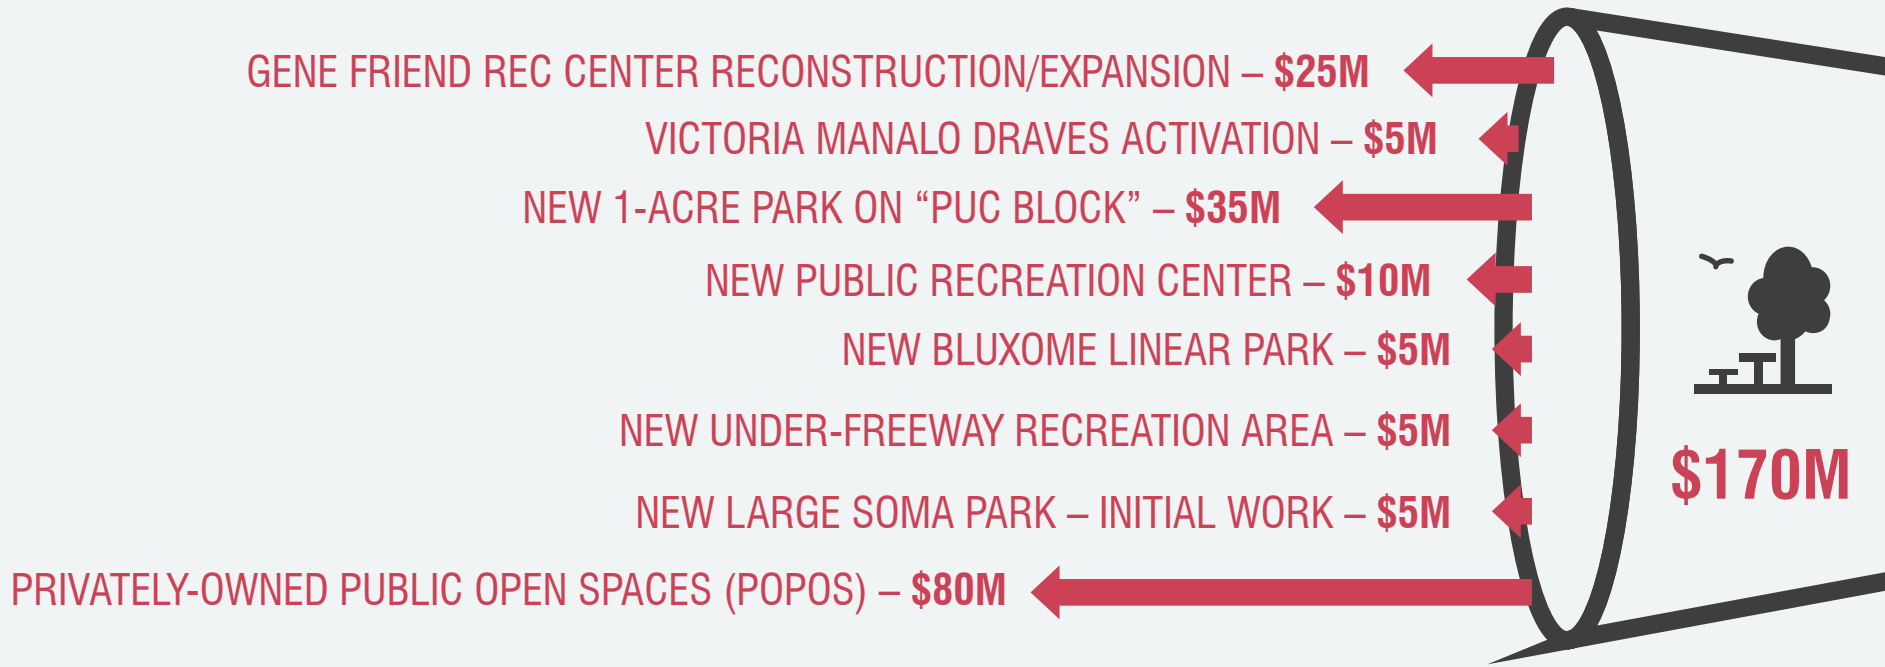 GENE FRIEND REC CENTER RECONSTRUCTION/EXPANSION – $25M
VICTORIA MANALO DRAVES ACTIVATION – $5M
NEW 1-ACRE PARK ON “PUC BLOCK” – $35M
NEW PUBLIC RECREATION CENTER – $10M
NEW BLUXOME LINEAR PARK – $5M
NEW UNDER-FREEWAY RECREATION AREA – $5M
NEW LARGE SOMA PARK – INITIAL WORK – $5M
PRIVATELY-OWNED PUBLIC OPEN SPACES (POPOS) – $80M
$170M